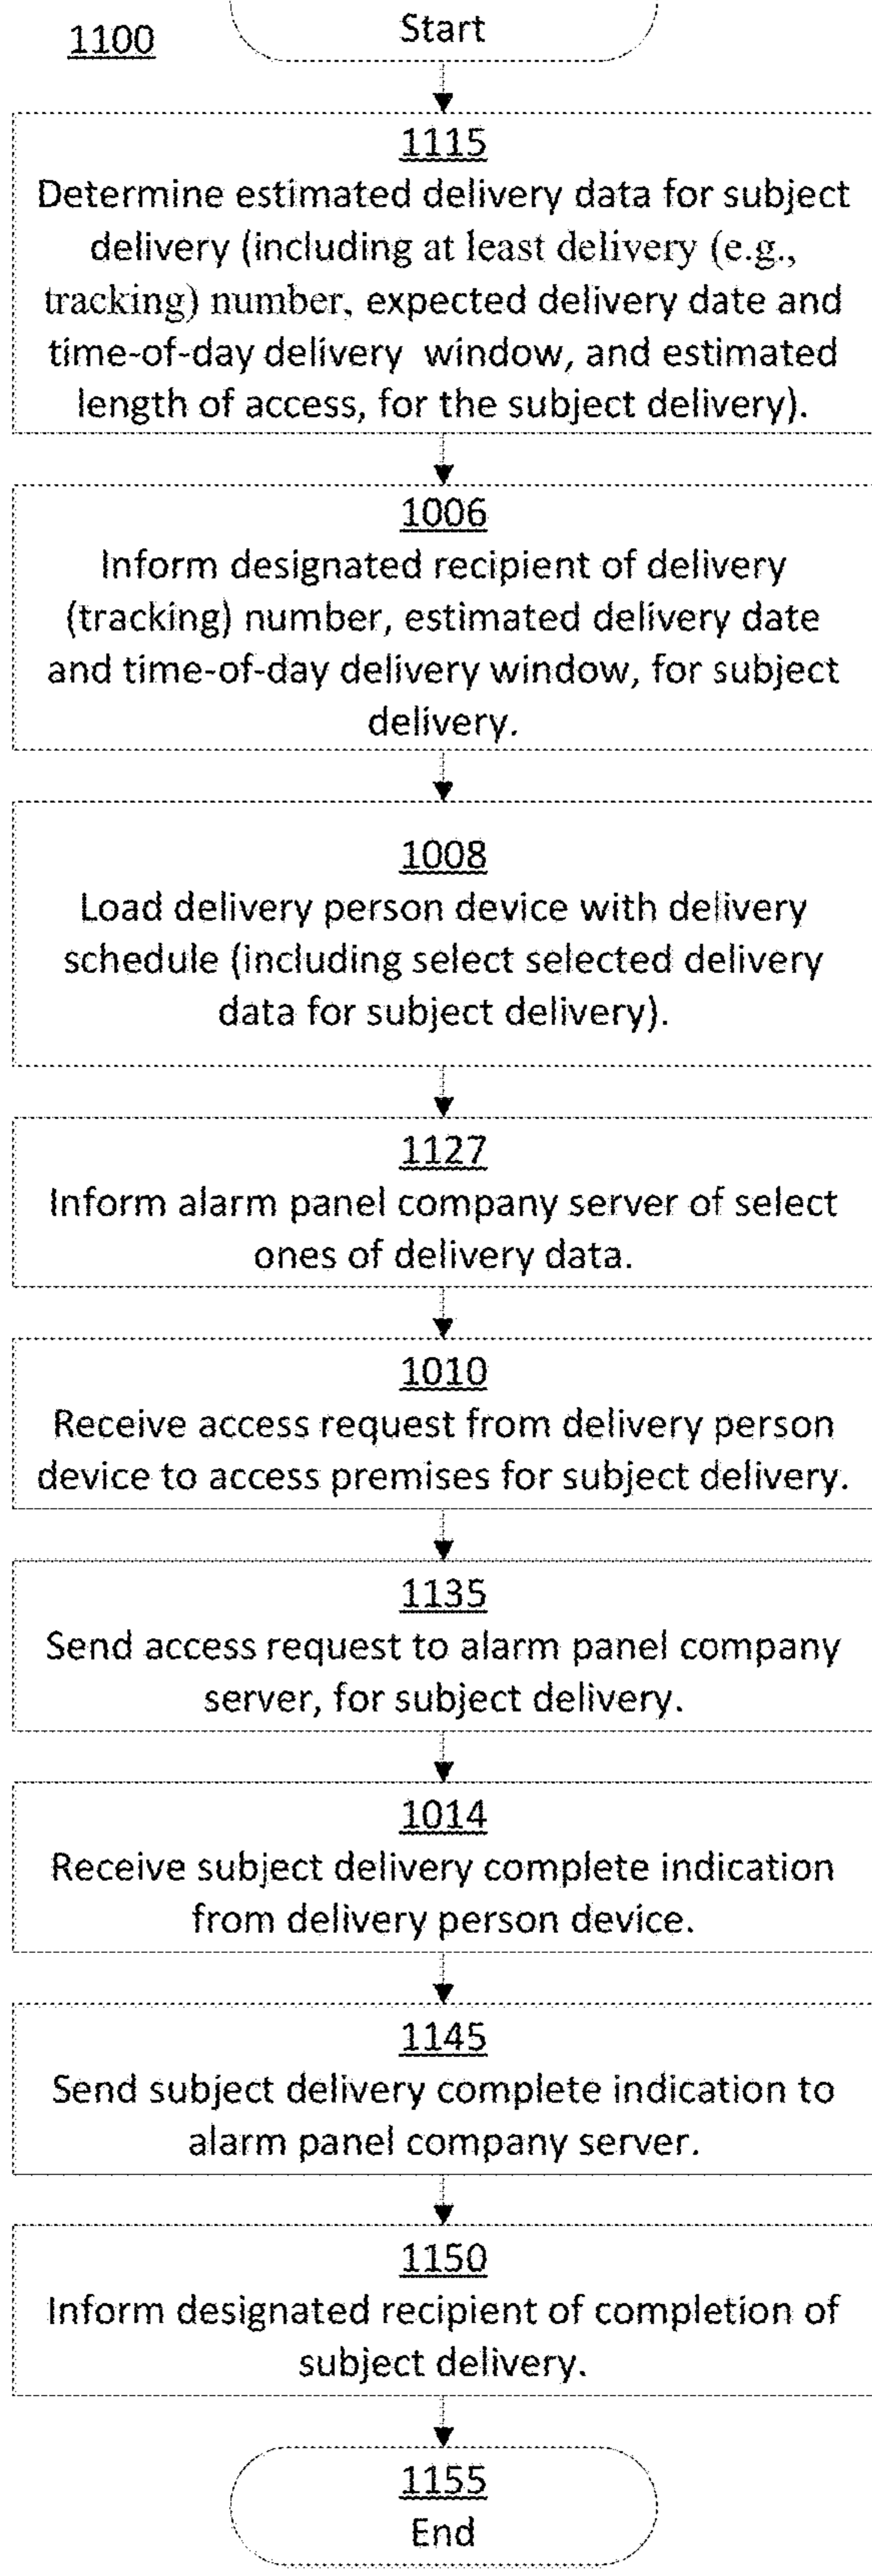 1100
Start
1115
Determine estimated delivery data for subject
delivery (including at least delivery (e.g.,
tracking) number, expected delivery date and
time-of-day delivery window, and estimated
length of access, for the subject delivery).
1006
Inform designated recipient of delivery
(tracking) number, estimated delivery date
and time-of-day delivery window, for subject
delivery.
1008
Load delivery person device with delivery
schedule (including select selected delivery
data for subject delivery).
1127
Inform alarm panel company server of select
ones of delivery data.
1010
Receive access request from delivery person
device to access premises for subject delivery.
1135
Send access request to alarm panel company
server, for subject delivery.
1014
Receive subject delivery complete indication
from delivery person device.
1145
Send subject delivery complete indication to
alarm panel company server.
1150
Inform designated recipient of completion of
subject delivery.
1155
End